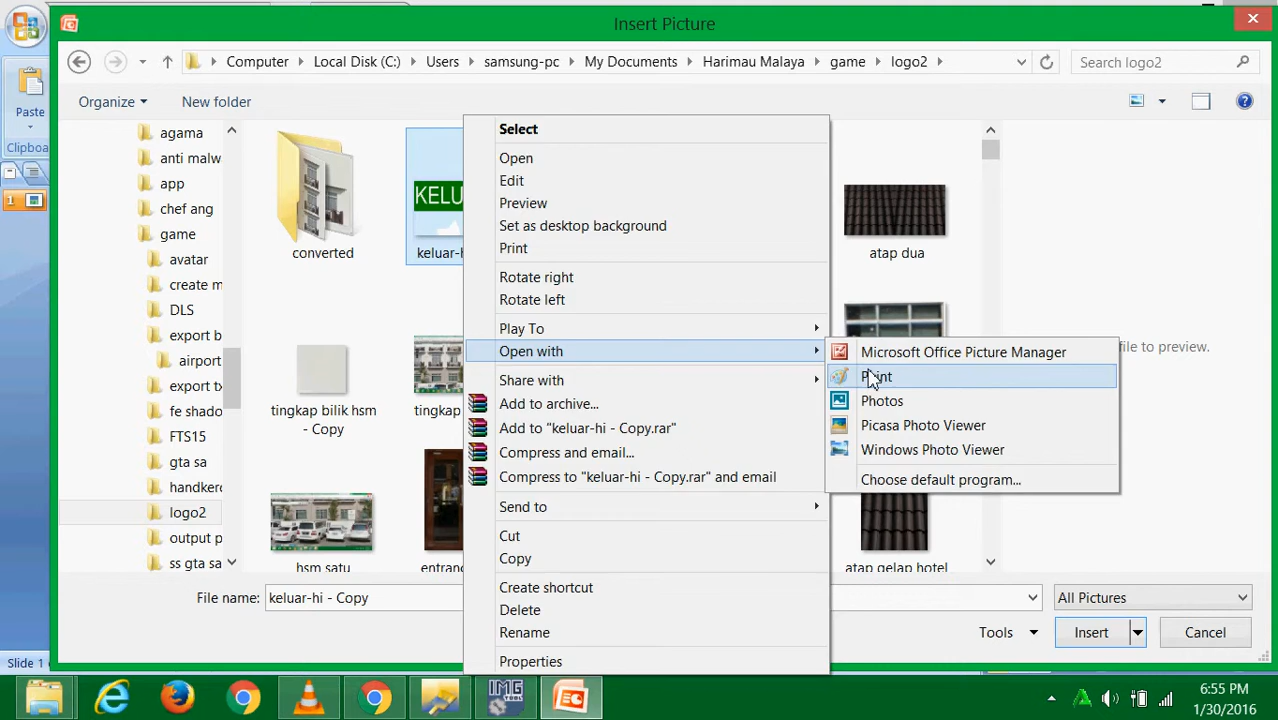 Insert Picture
Computer
Local Disk (C:)
Users
samsung-pc
My Documents
Harimau Malaya
game
logo2
Search logo2
Organize
New folder
Paste
Clipboa
1
agama
anti malw
app
chef ang
game
avatar
create m
DLS
export b
airport
export tx
fe shado
FTS15
gta sa
handkerc
logo2
output p
ss gta sa
converted
KELU
keluar-h
tingkap bilik hsm
- Copy
tingkap
hsm satu
entran
atap dua
atap gelap hotel
file to preview.
Select
Open
Edit
Preview
Set as desktop background
Print
Rotate right
Rotate left
Play To
Open with
Share with
Add to archive...
Add to "keluar-hi - Copy.rar"
Compress and email...
Compress to "keluar-hi - Copy.rar" and email
Send to
Cut
Copy
Create shortcut
Delete
Rename
Properties
Microsoft Office Picture Manager
Paint
Photos
Picasa Photo Viewer
Windows Photo Viewer
Choose default program...
File name:
keluar-hi - Copy
All Pictures
Tools
Insert
Cancel
Slide 1
IMG
TOOL
6:55 PM
1/30/2016